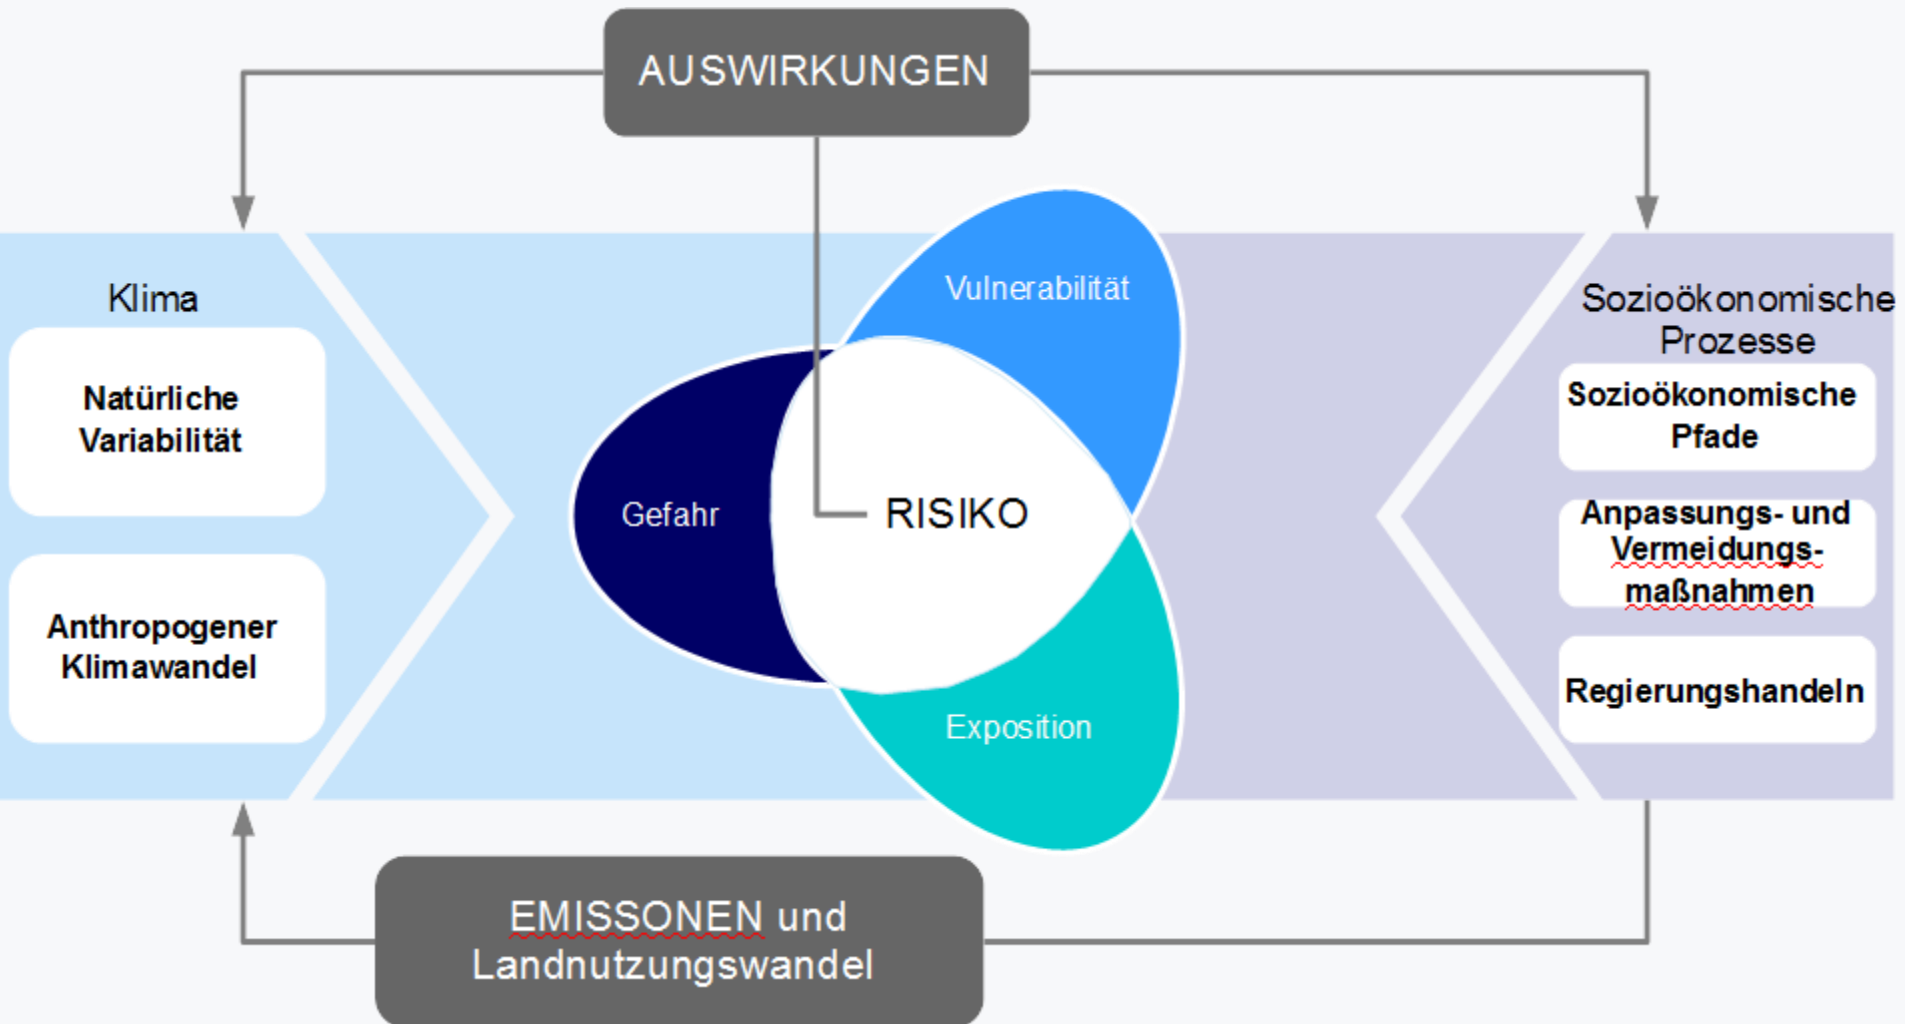 AUSWIRKUNGEN
Klima
Natürliche
Variabilität
Anthropogener
Klimawandel
Vulnerabilität
Gefahr
RISIKO
Exposition
Sozioökonomische
Prozesse
Sozioökonomische
Pfade
Anpassungs- und
Vermeidungs-
maßnahmen
Regierungshandeln
EMISSONEN und
Landnutzungswandel